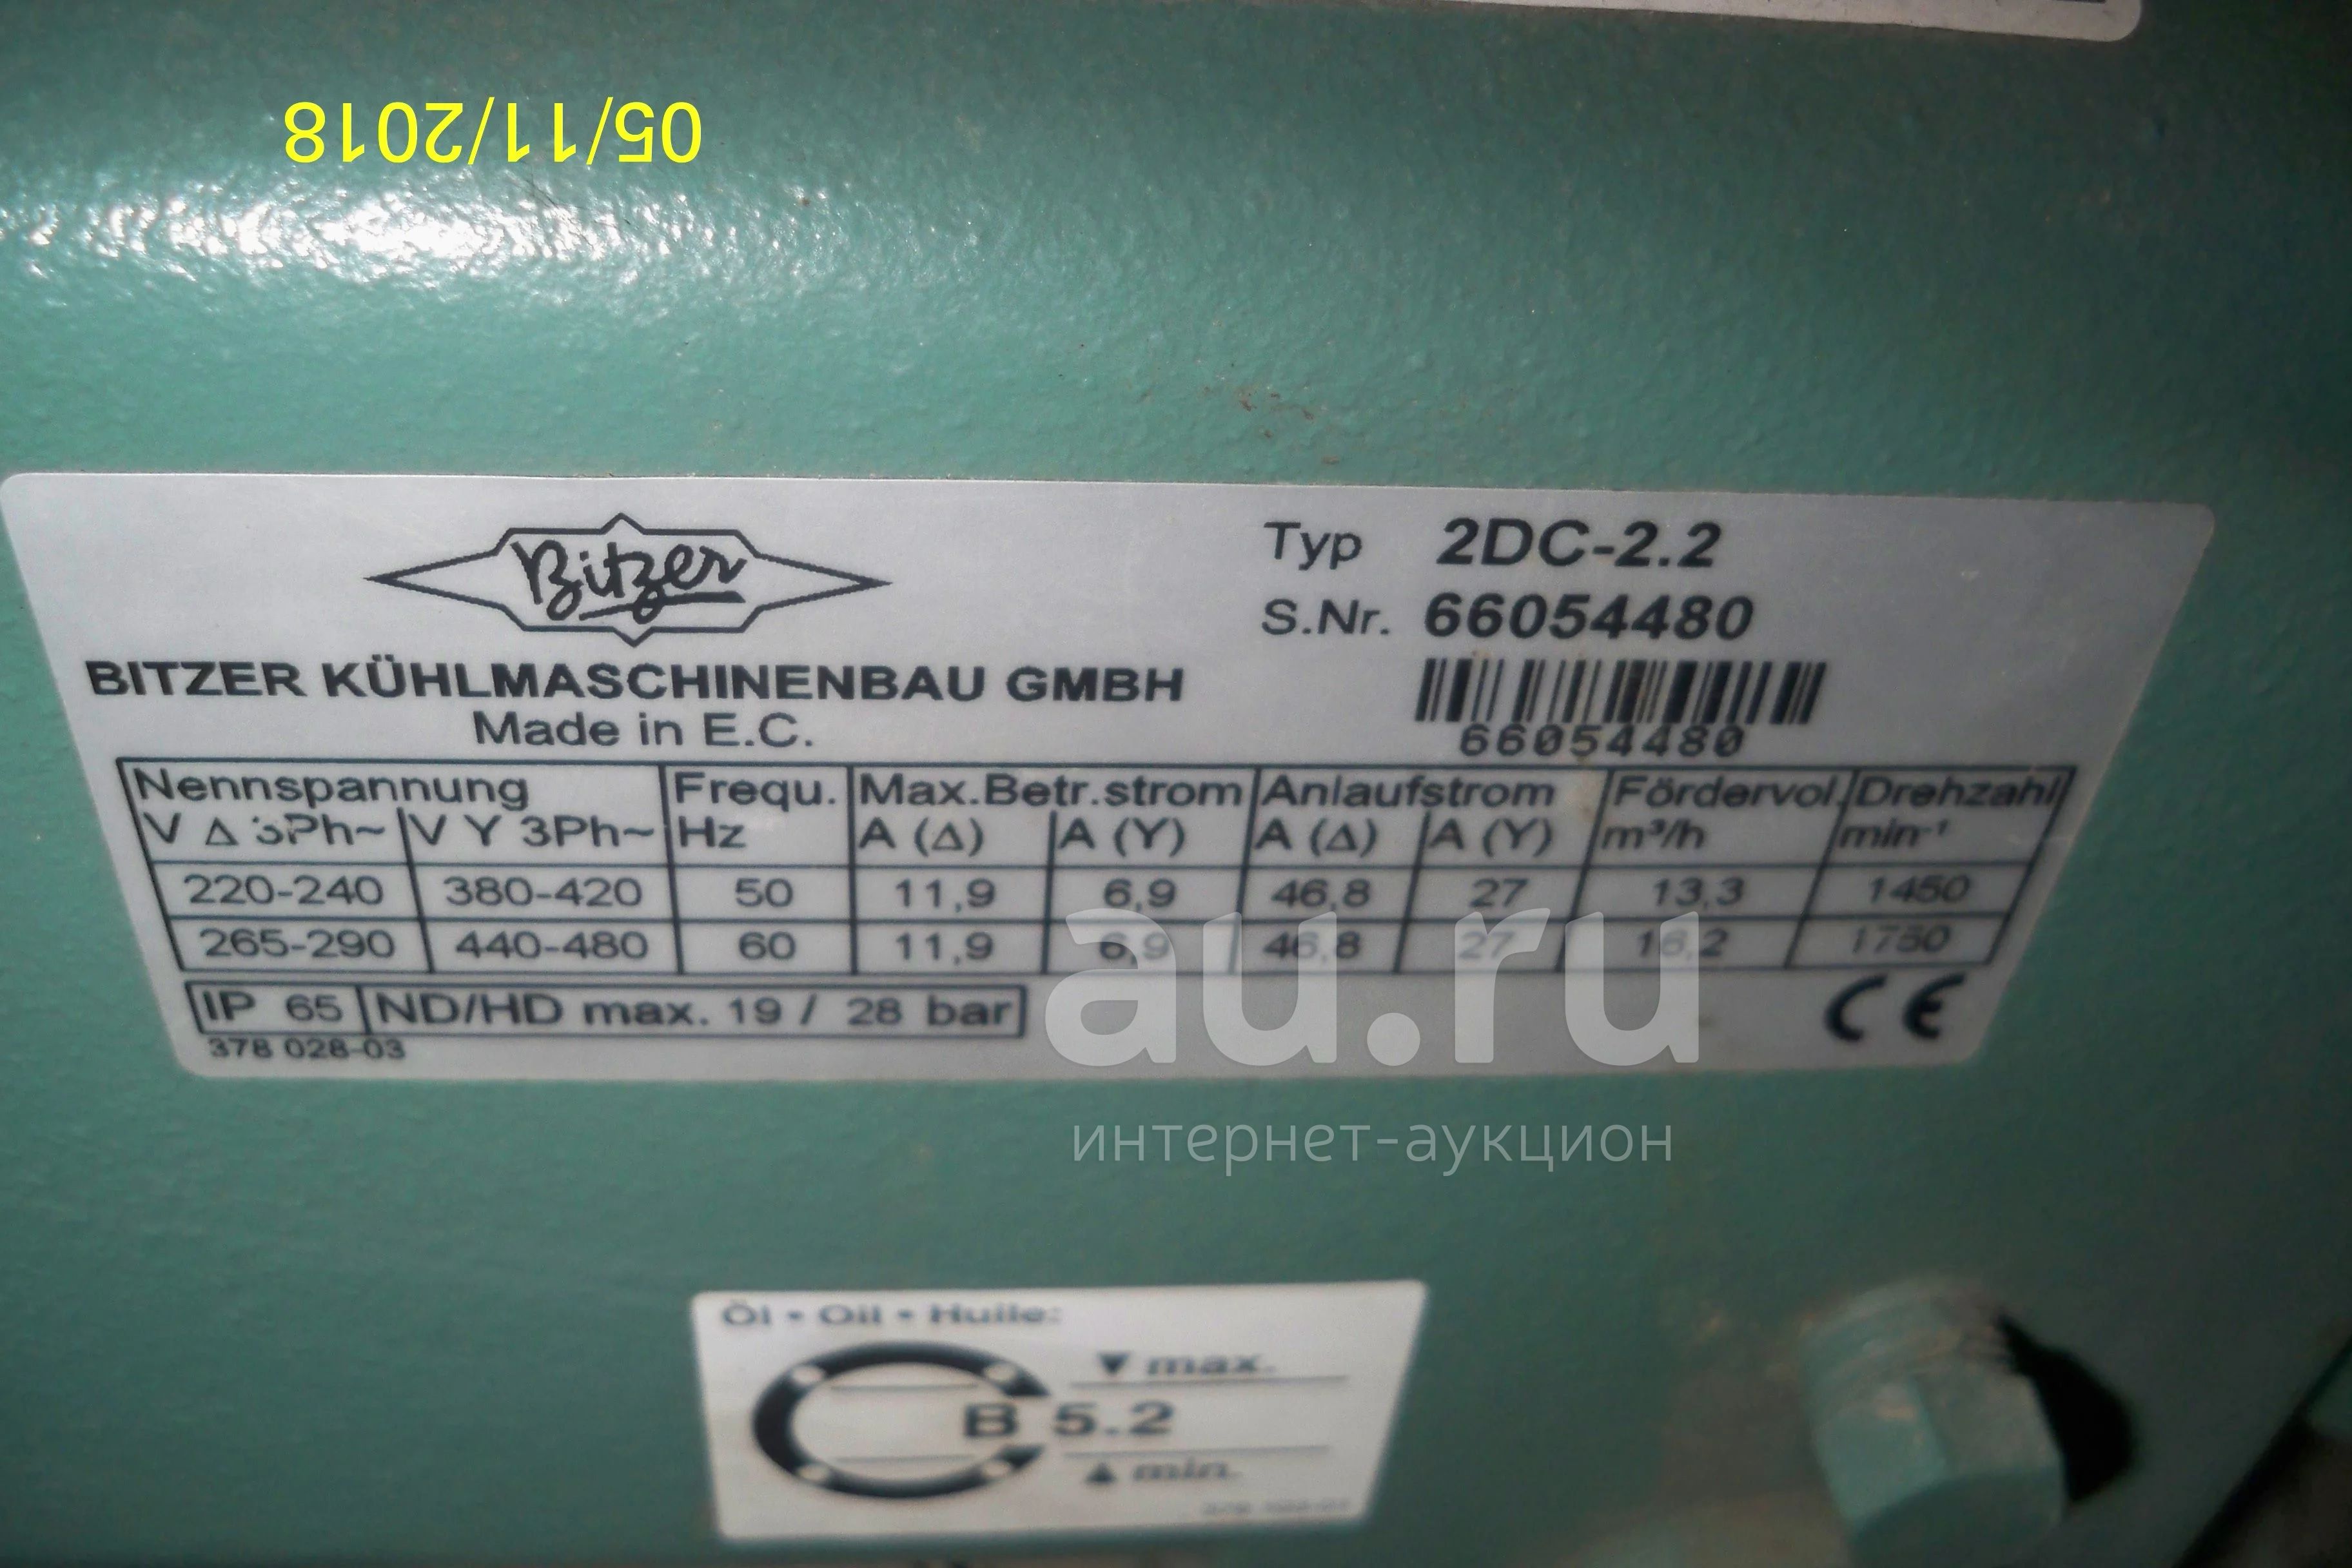 05/11/2018
Bitzer
BITZER KÜHLMASCHINENBAU GMBH
Made in E.C.
Typ 2DC-2.2
S.Nr. 66054480
66054480
Nennspannung Frequ. Max.Betr.strom Anlaufstrom Fördervol. Drehzahl
V Δ 3Ph~ V Y 3Ph~ Hz A (Δ) A (Y) A (Δ) A (Y) m³/h min-¹
220-240 380-420 50 11,9 6,9 46,8 27 13,3 1450
265-290 440-480 60 11,9 6,9 46,8 27 16,2 1750
IP 65 ND/HD max. 19 / 28 bar
CE
378 028-03
au.ru
интернет-аукцион
Öl - Oil - Huile:
▼ max.
B 5.2
▲ min.